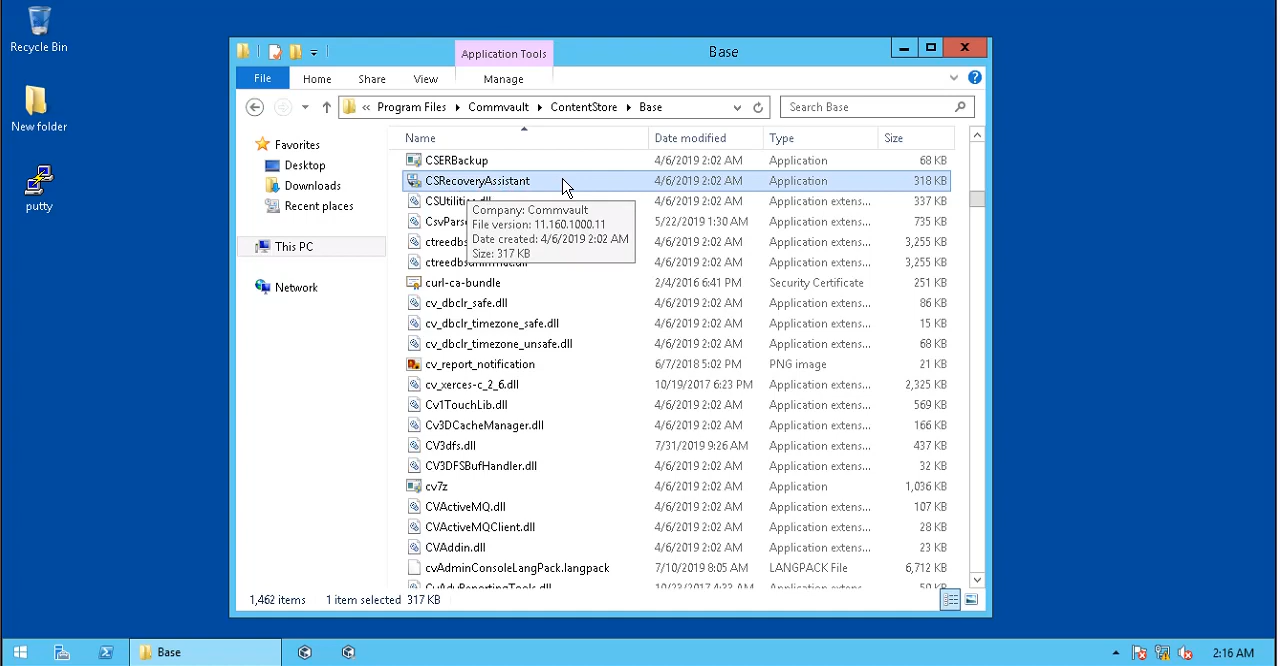 Recycle Bin
New folder
putty
Application Tools
Base
File Home Share View Manage
« Program Files Commvault ContentStore Base
Search Base
Favorites
Desktop
Downloads
Recent places
This PC
Network
Name Date modified Type Size
CSERBackup 4/6/2019 2:02 AM Application 68 KB
CSRecoveryAssistant 4/6/2019 2:02 AM Application 318 KB
CSUtilities.dll 4/6/2019 2:02 AM Application extens... 337 KB
CsvParse 5/22/2019 1:30 AM Application extens... 735 KB
ctreedbs 4/6/2019 2:02 AM Application extens... 3,255 KB
4/6/2019 2:02 AM Application extens... 3,255 KB
Company: Commvault
File version: 11.160.1000.11
Date created: 4/6/2019 2:02 AM
Size: 317 KB
curl-ca-bundle 2/4/2016 6:41 PM Security Certificate 251 KB
cv_dbclr_safe.dll 4/6/2019 2:02 AM Application extens... 86 KB
cv_dbclr_timezone_safe.dll 4/6/2019 2:02 AM Application extens... 15 KB
cv_dbclr_timezone_unsafe.dll 4/6/2019 2:02 AM Application extens... 68 KB
cv_report_notification 6/7/2018 5:02 PM PNG image 21 KB
cv_xerces-c_2_6.dll 10/19/2017 6:23 PM Application extens... 2,325 KB
Cv1TouchLib.dll 4/6/2019 2:02 AM Application extens... 569 KB
Cv3DCacheManager.dll 4/6/2019 2:02 AM Application extens... 166 KB
CV3dfs.dll 7/31/2019 9:26 AM Application extens... 437 KB
CV3DFSBufHandler.dll 4/6/2019 2:02 AM Application extens... 32 KB
cv7z 4/6/2019 2:02 AM Application 1,036 KB
CVActiveMQ.dll 4/6/2019 2:02 AM Application extens... 107 KB
CVActiveMQClient.dll 4/6/2019 2:02 AM Application extens... 28 KB
CVAddin.dll 4/6/2019 2:02 AM Application extens... 23 KB
cvAdminConsoleLangPack.langpack 7/10/2019 8:05 AM LANGPACK File 6,712 KB
CvAdvReportingTools.dll 10/23/2017 4:33 AM Application extens... 59 KB
1,462 items 1 item selected 317 KB
Base
2:16 AM